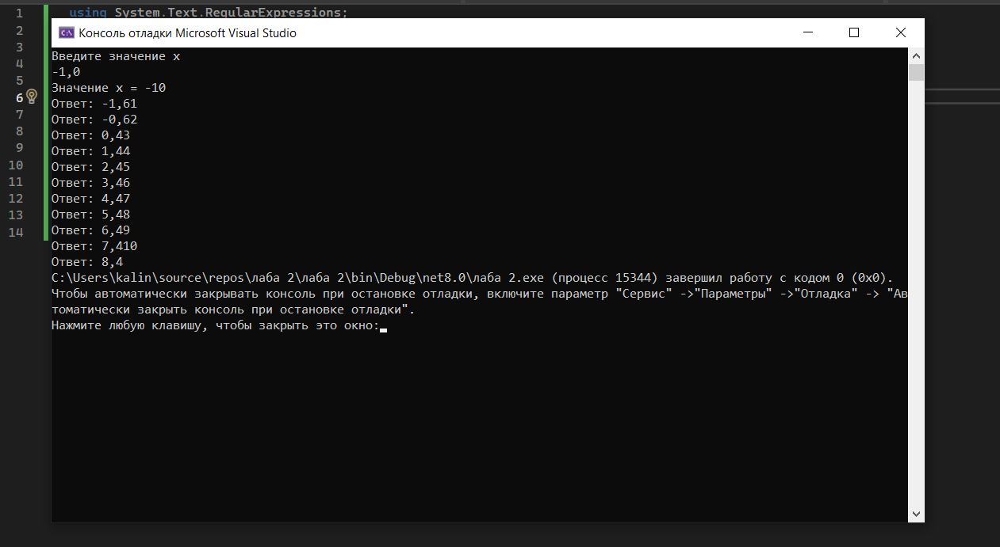 using System.Text.RegularExpressions;
Консоль отладки Microsoft Visual Studio
Введите значение x
-1,0
Значение x = -10
Ответ: -1,61
Ответ: -0,62
Ответ: 0,43
Ответ: 1,44
Ответ: 2,45
Ответ: 3,46
Ответ: 4,47
Ответ: 5,48
Ответ: 6,49
Ответ: 7,410
Ответ: 8,4
C:\Users\kalin\source\repos\лаба 2\лаба 2\bin\Debug\net8.0\лаба 2.exe (процесс 15344) завершил работу с кодом 0 (0x0).
Чтобы автоматически закрывать консоль при остановке отладки, включите параметр "Сервис" ->"Параметры" ->"Отладка" -> "Ав
томатически закрыть консоль при остановке отладки".
Нажмите любую клавишу, чтобы закрыть это окно:
1
2
3
4
5
6
7
8
9
10
11
12
13
14